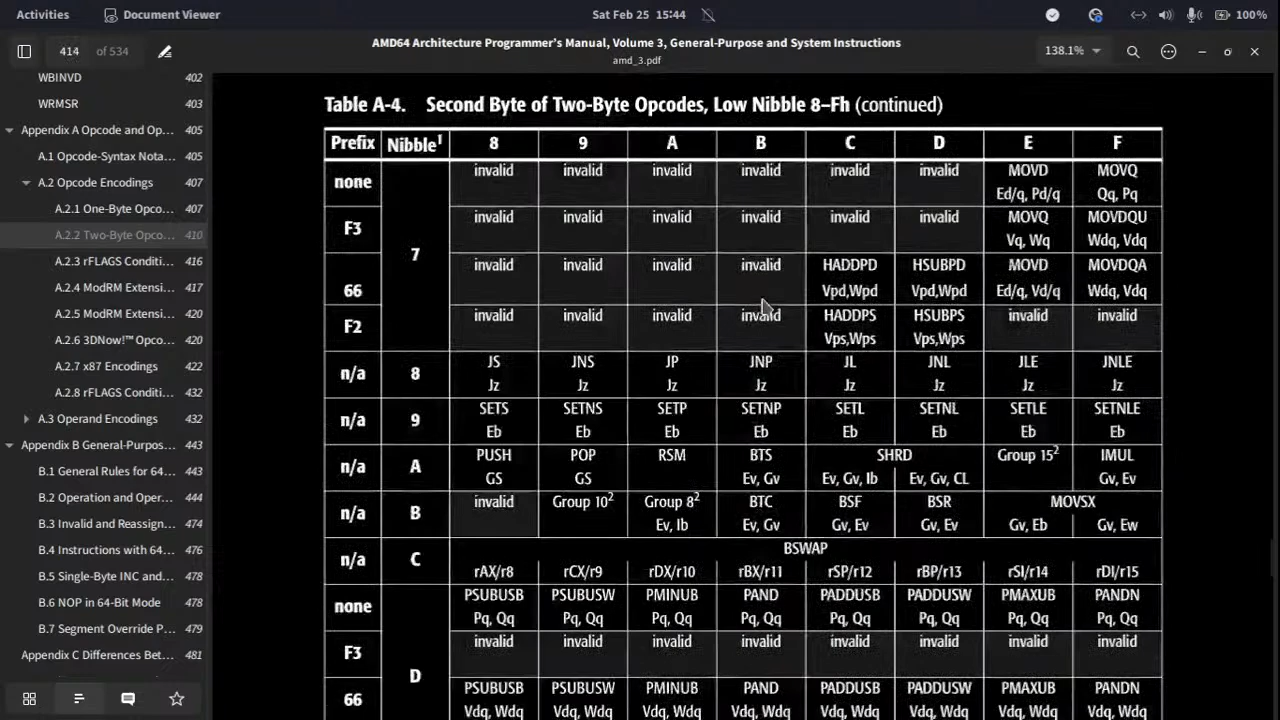 Activities Document Viewer Sat Feb 25 15:44 100%
414 of 534 AMD64 Architecture Programmer's Manual, Volume 3, General-Purpose and System Instructions 138.1%
amd_3.pdf
WBINVD 402
WRMSR 403
Appendix A Opcode and Op... 405
A.1 Opcode-Syntax Nota... 405
A.2 Opcode Encodings 407
A.2.1 One-Byte Opco... 407
A.2.2 Two-Byte Opco... 410
A.2.3 rFLAGS Conditi... 416
A.2.4 ModRM Extensi... 417
A.2.5 ModRM Extensi... 420
A.2.6 3DNow!™ Opco... 420
A.2.7 x87 Encodings 422
A.2.8 rFLAGS Conditi... 432
A.3 Operand Encodings 432
Appendix B General-Purpos... 443
B.1 General Rules for 64... 443
B.2 Operation and Oper... 444
B.3 Invalid and Reassign... 474
B.4 Instructions with 64... 476
B.5 Single-Byte INC and... 478
B.6 NOP in 64-Bit Mode 478
B.7 Segment Override P... 479
Appendix C Differences Bet... 481
Table A-4. Second Byte of Two-Byte Opcodes, Low Nibble 8–Fh (continued)
Prefix Nibble1 8 9 A B C D E F
none invalid invalid invalid invalid invalid invalid MOVD MOVQ
Ed/q, Pd/q Qq, Pq
F3 invalid invalid invalid invalid invalid invalid MOVQ MOVDQU
Vq, Wq Wdq, Vdq
7
66 invalid invalid invalid invalid HADDPD HSUBPD MOVD MOVDQA
Vpd,Wpd Vpd,Wpd Ed/q, Vd/q Wdq, Vdq
F2 invalid invalid invalid invalid HADDPS HSUBPS invalid invalid
Vps,Wps Vps,Wps
n/a 8 JS JNS JP JNP JL JNL JLE JNLE
Jz Jz Jz Jz Jz Jz Jz Jz
n/a 9 SETS SETNS SETP SETNP SETL SETNL SETLE SETNLE
Eb Eb Eb Eb Eb Eb Eb Eb
n/a A PUSH POP RSM BTS SHRD Group 15² IMUL
GS GS Ev, Gv Ev, Gv, Ib Ev, Gv, CL Gv, Ev
n/a B invalid Group 10² Group 8² BTC BSF BSR MOVSX
Ev, Ib Ev, Gv Gv, Ev Gv, Ev Gv, Eb Gv, Ew
n/a C BSWAP
rAX/r8 rCX/r9 rDX/r10 rBX/r11 rSP/r12 rBP/r13 rSI/r14 rDI/r15
none PSUBUSB PSUBUSW PMINUB PAND PADDUSB PADDUSW PMAXUB PANDN
Pq, Qq Pq, Qq Pq, Qq Pq, Qq Pq, Qq Pq, Qq Pq, Qq Pq, Qq
F3 invalid invalid invalid invalid invalid invalid invalid invalid
D
66 PSUBUSB PSUBUSW PMINUB PAND PADDUSB PADDUSW PMAXUB PANDN
Vdq, Wdq Vdq, Wdq Vdq, Wdq Vdq, Wdq Vdq, Wdq Vdq, Wdq Vdq, Wdq Vdq, Wdq